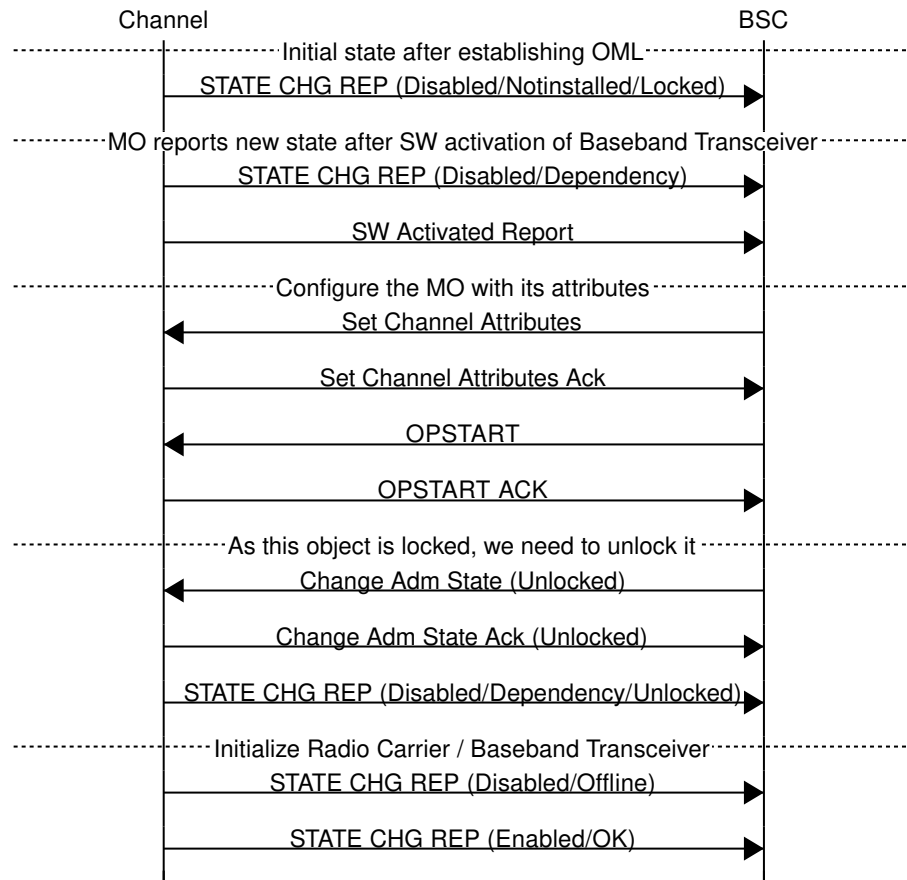 Channel BSC
Initial state after establishing OML
STATE CHG REP (Disabled/Notinstalled/Locked)
MO reports new state after SW activation of Baseband Transceiver
STATE CHG REP (Disabled/Dependency)
SW Activated Report
Configure the MO with its attributes
Set Channel Attributes
Set Channel Attributes Ack
OPSTART
OPSTART ACK
As this object is locked, we need to unlock it
Change Adm State (Unlocked)
Change Adm State Ack (Unlocked)
STATE CHG REP (Disabled/Dependency/Unlocked)
Initialize Radio Carrier / Baseband Transceiver
STATE CHG REP (Disabled/Offline)
STATE CHG REP (Enabled/OK)